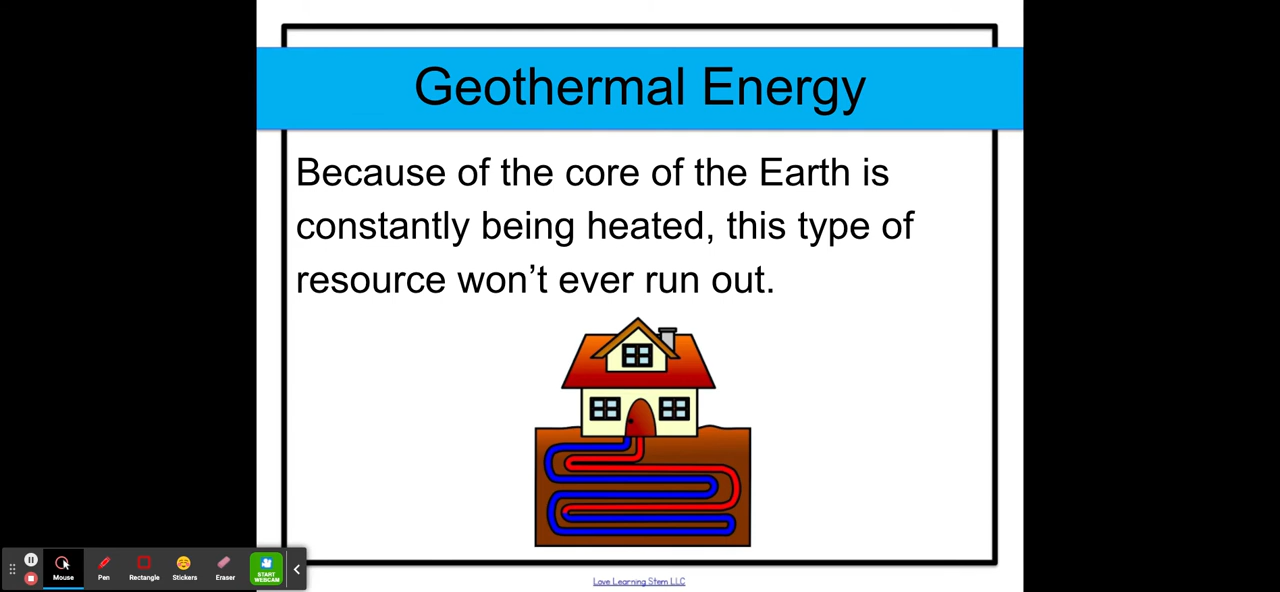 Geothermal Energy
Because of the core of the Earth is
constantly being heated, this type of
resource won't ever run out.
Mouse
Pen
Rectangle
Stickers
Eraser
START
WEBCAM
Love Learning Stem LLC